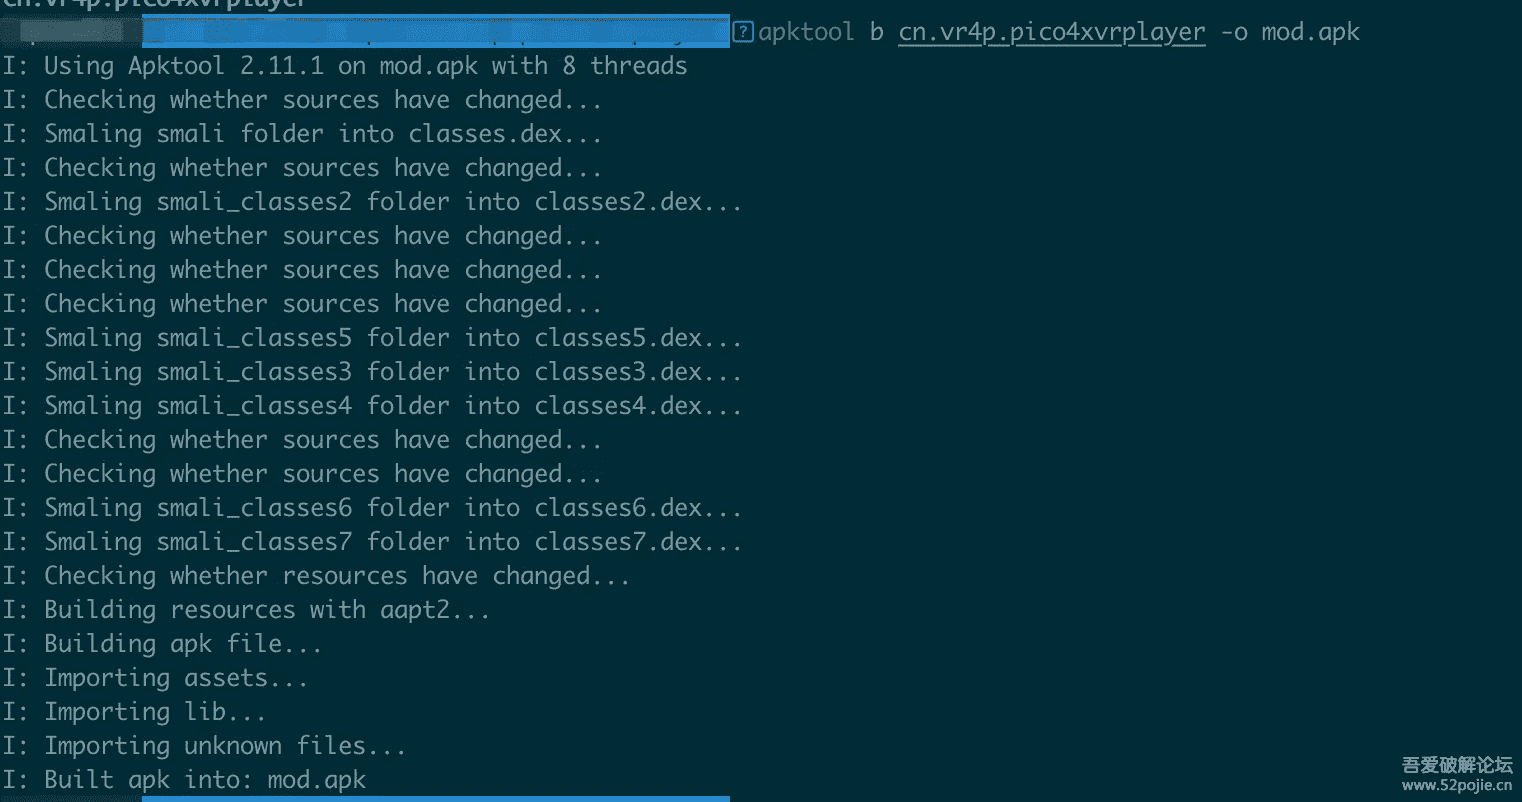 cn.vr4p.pico4xvrplayer
? apktool b cn.vr4p.pico4xvrplayer -o mod.apk
I: Using Apktool 2.11.1 on mod.apk with 8 threads
I: Checking whether sources have changed...
I: Smaling smali folder into classes.dex...
I: Checking whether sources have changed...
I: Smaling smali_classes2 folder into classes2.dex...
I: Checking whether sources have changed...
I: Checking whether sources have changed...
I: Checking whether sources have changed...
I: Smaling smali_classes5 folder into classes5.dex...
I: Smaling smali_classes3 folder into classes3.dex...
I: Smaling smali_classes4 folder into classes4.dex...
I: Checking whether sources have changed...
I: Checking whether sources have changed...
I: Smaling smali_classes6 folder into classes6.dex...
I: Smaling smali_classes7 folder into classes7.dex...
I: Checking whether resources have changed...
I: Building resources with aapt2...
I: Building apk file...
I: Importing assets...
I: Importing lib...
I: Importing unknown files...
I: Built apk into: mod.apk
吾爱破解论坛
www.52pojie.cn